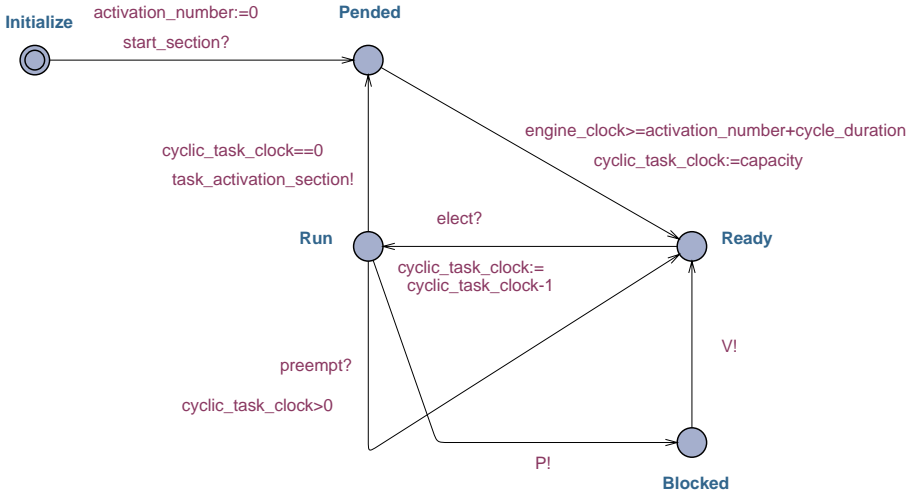 activation_number:=0
Initialize
Pended
start_section?
engine_clock>=activation_number+cycle_duration
cyclic_task_clock==0
cyclic_task_clock:=capacity
task_activation_section!
elect?
Run
Ready
cyclic_task_clock:=
cyclic_task_clock-1
V!
preempt?
cyclic_task_clock>0
P!
Blocked